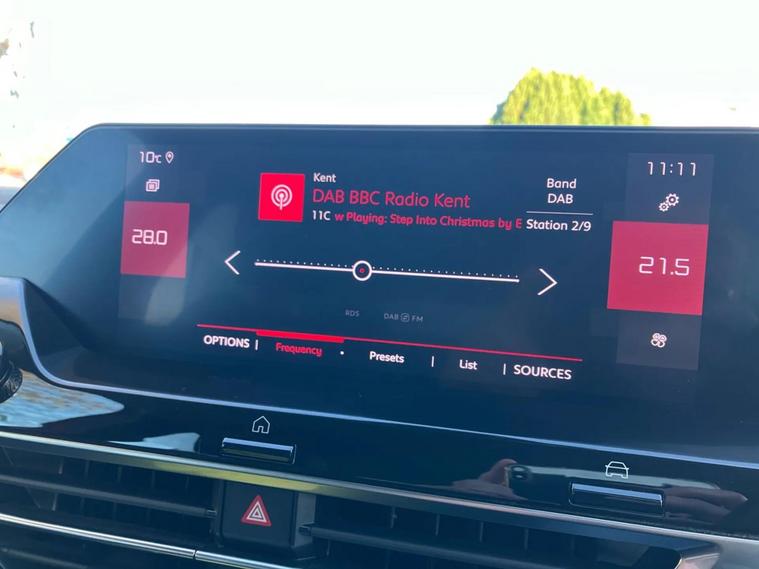 10°C
11:11
Kent
DAB BBC Radio Kent
11C w Playing: Step Into Christmas by E
Band
DAB
Station 2/9
28.0
21.5
RDS DAB FM
OPTIONS | Frequency • Presets | List | SOURCES